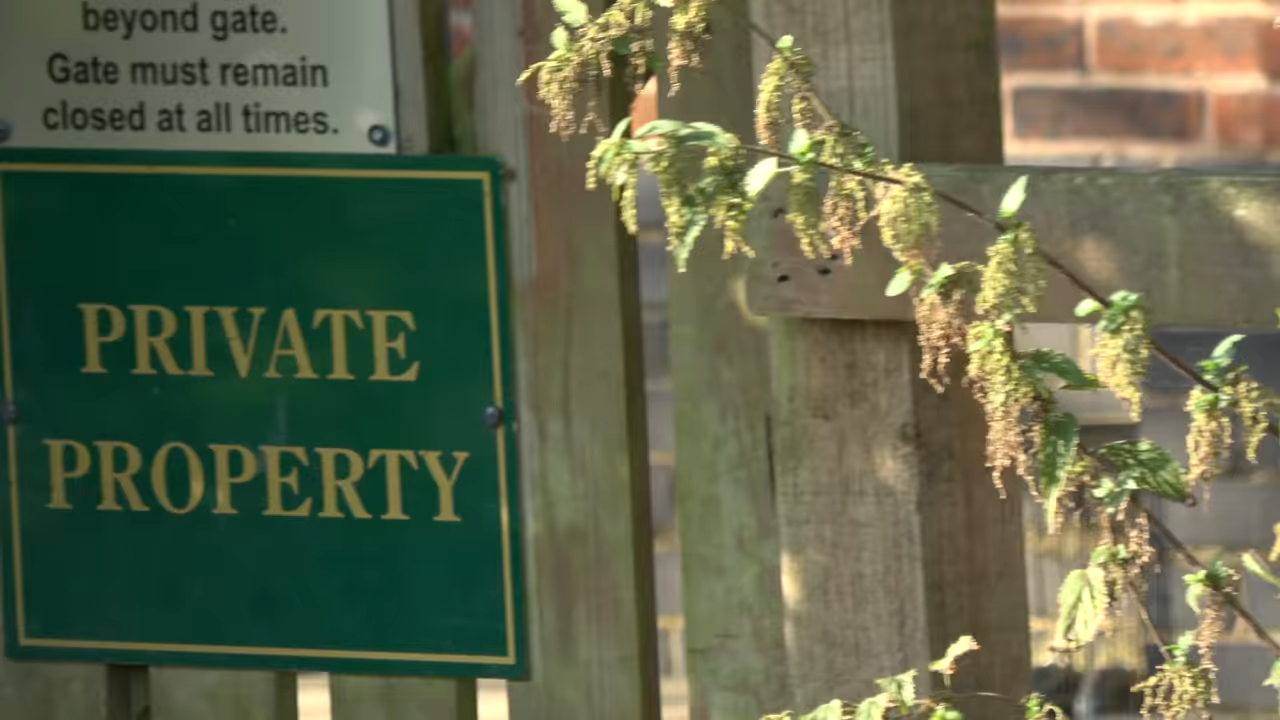 beyond gate.
Gate must remain
closed at all times.
PRIVATE
PROPERTY